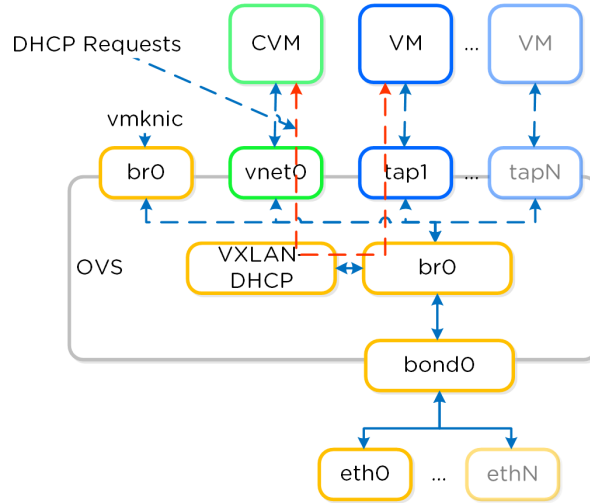 DHCP Requests
CVM
VM
...
VM
vmknic
br0
vnet0
tap1
...
tapN
OVS
VXLAN
DHCP
br0
bond0
eth0
...
ethN